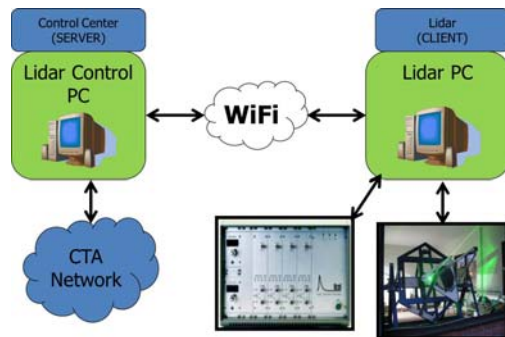 Control Center
(SERVER)
Lidar
(CLIENT)
Lidar Control
PC
WiFi
Lidar PC
CTA
Network